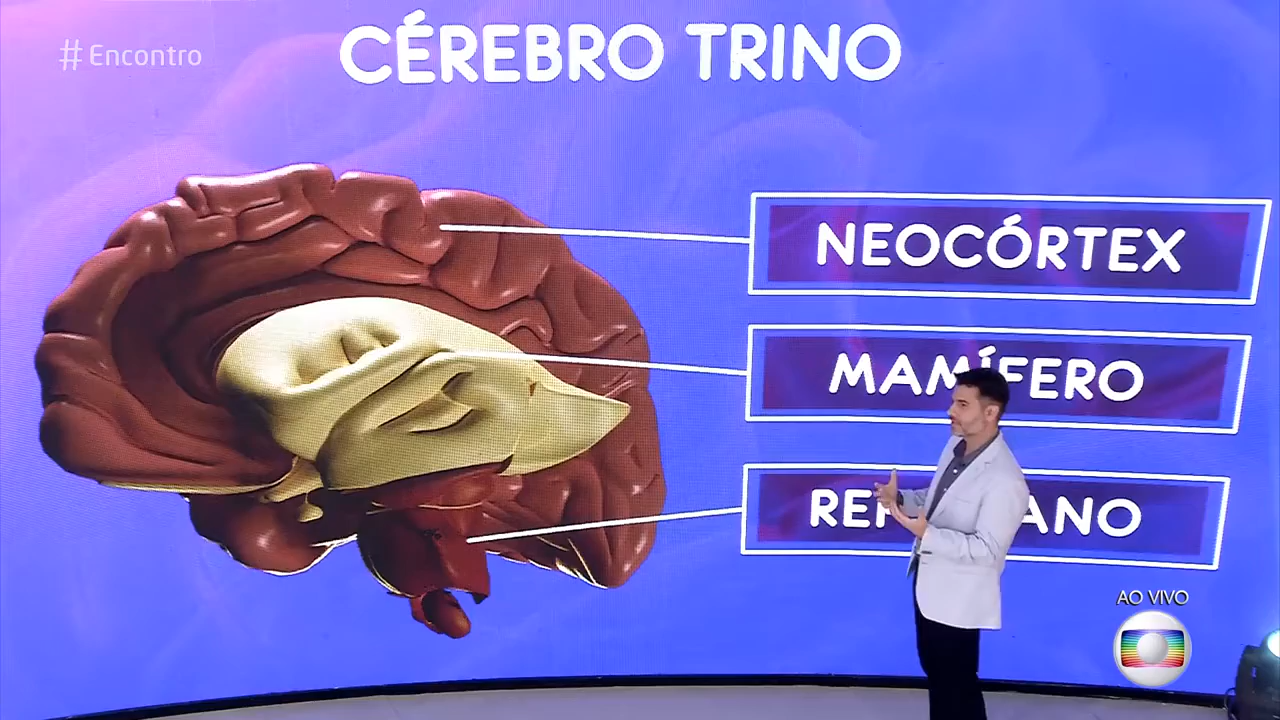 # Encontro
CÉREBRO TRINO
NEOCÓRTEX
MAMÍFERO
AO VIVO